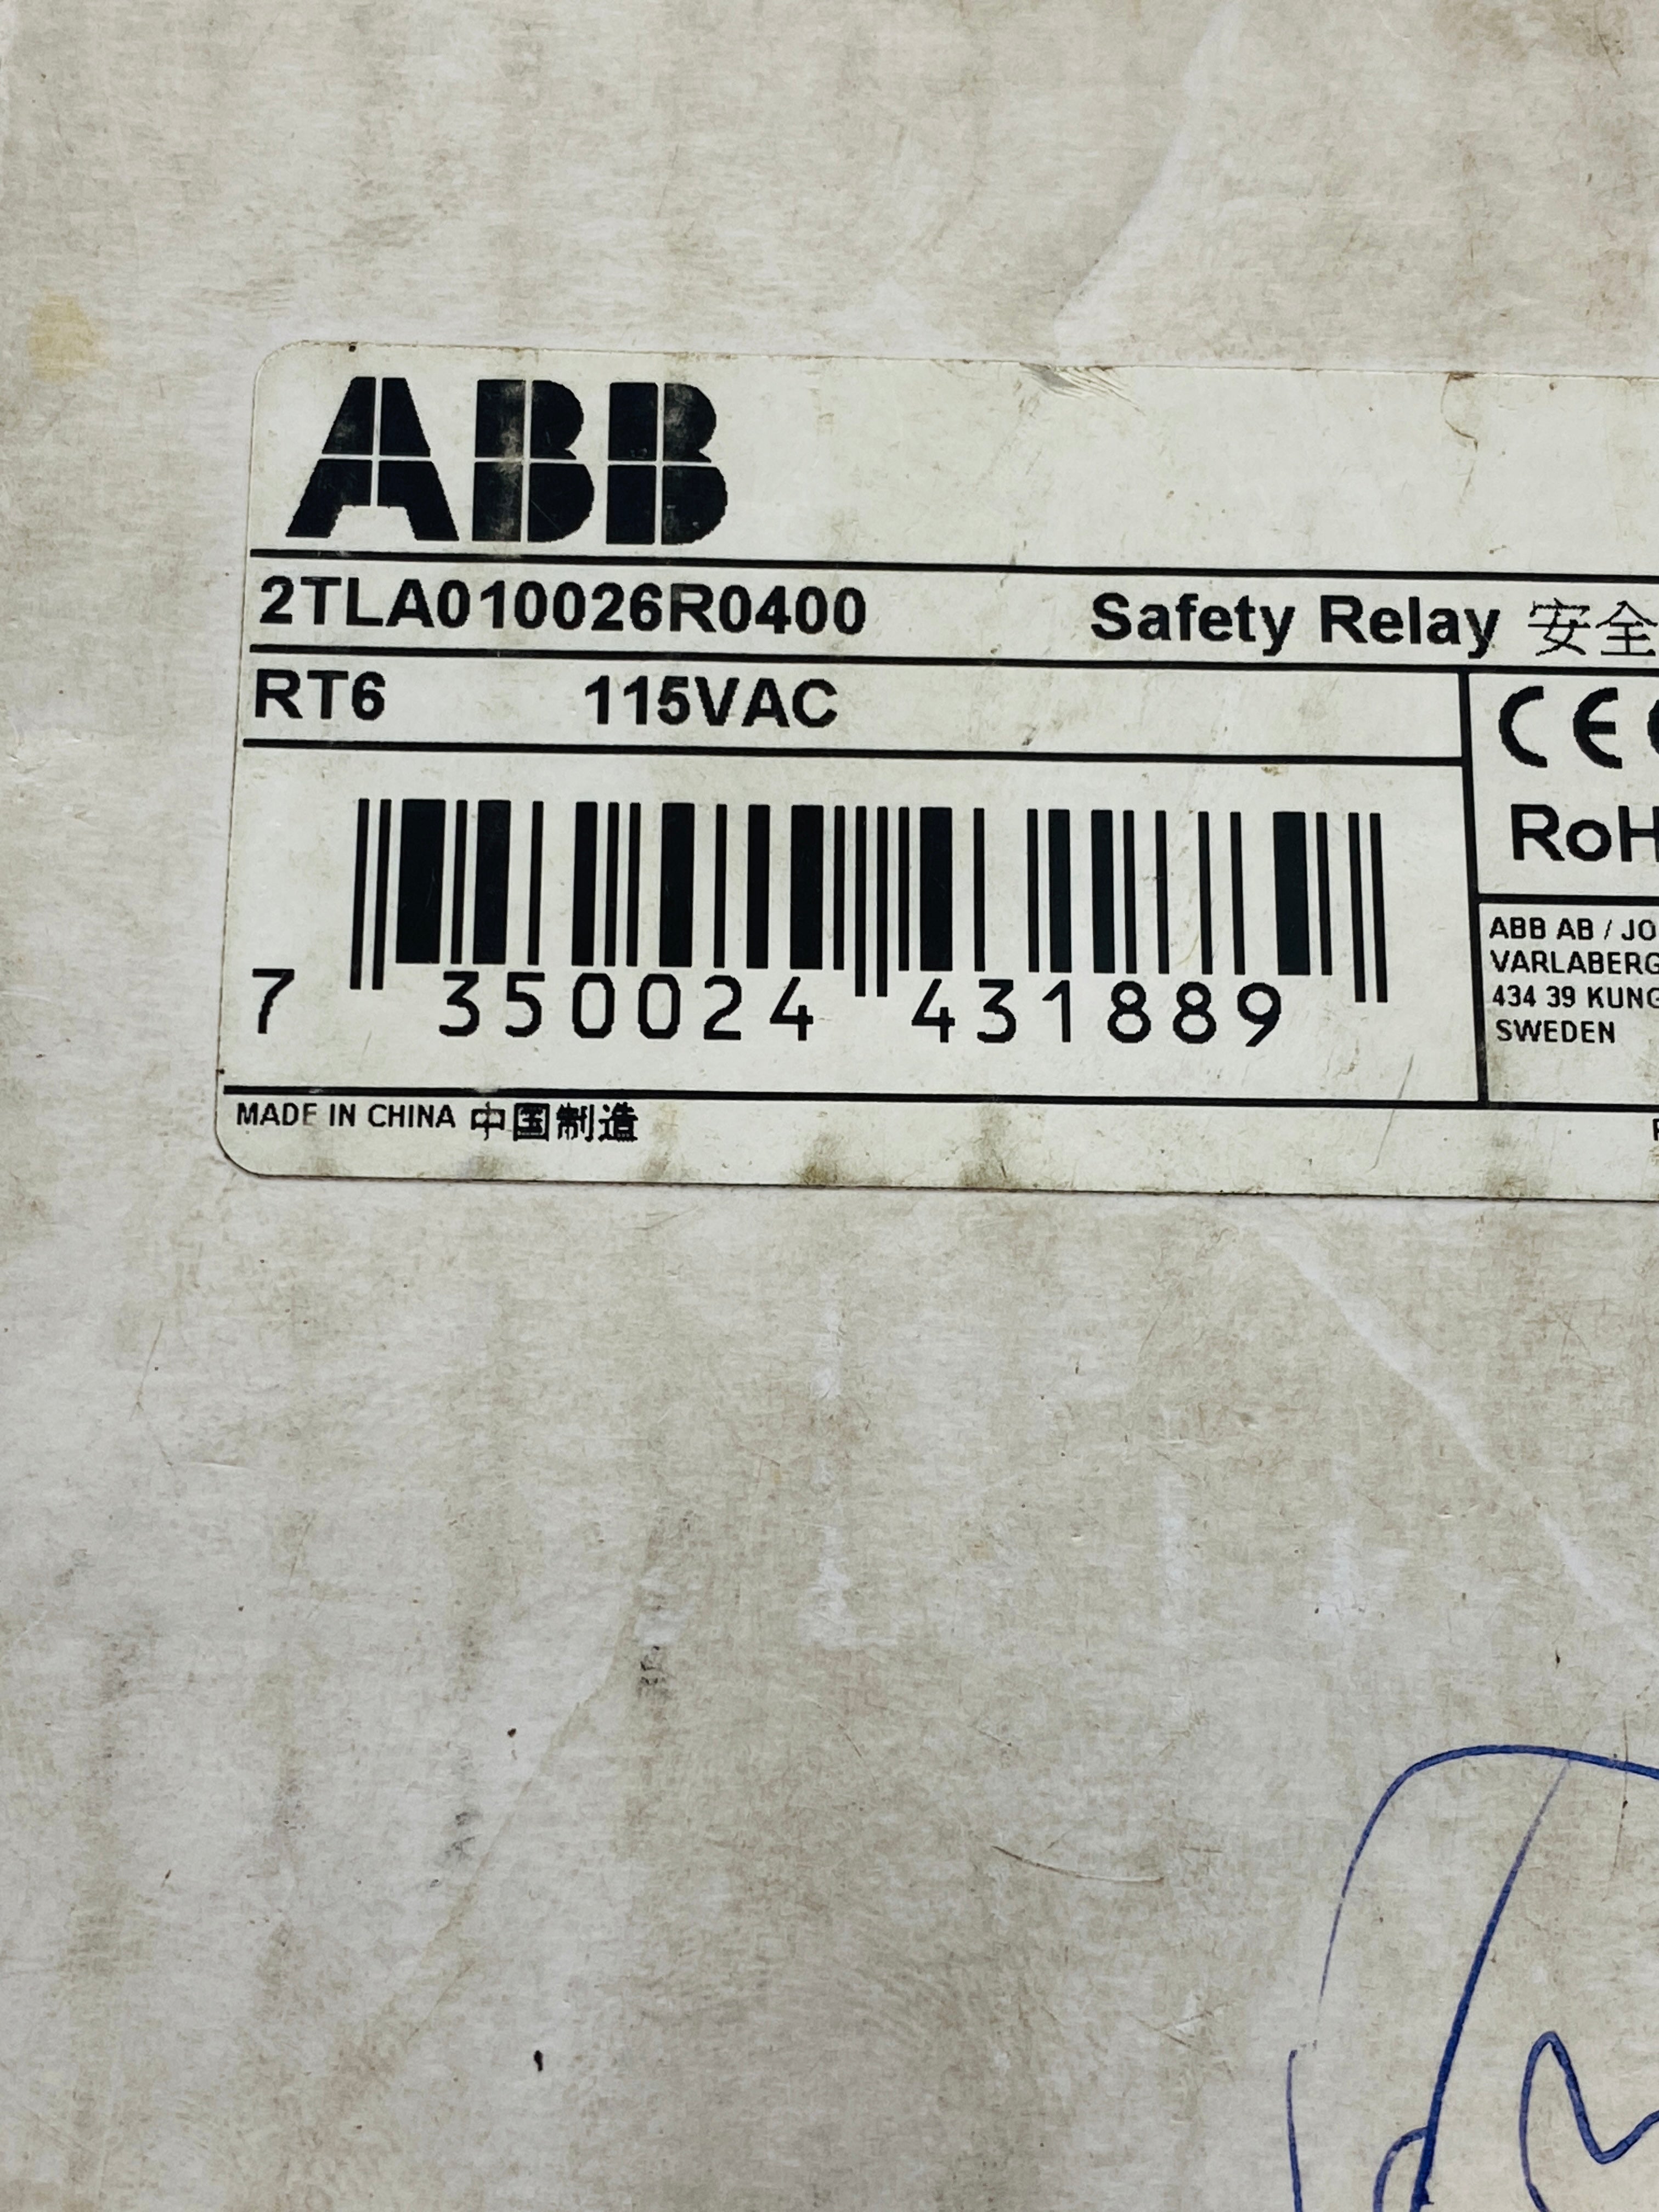 ABB
2TLA010026R0400 Safety Relay 安全
RT6 115VAC
CE
RoH
7 350024 431889
ABB AB / JO
VARLABERG
434 39 KUNG
SWEDEN
MADE IN CHINA 中国制造